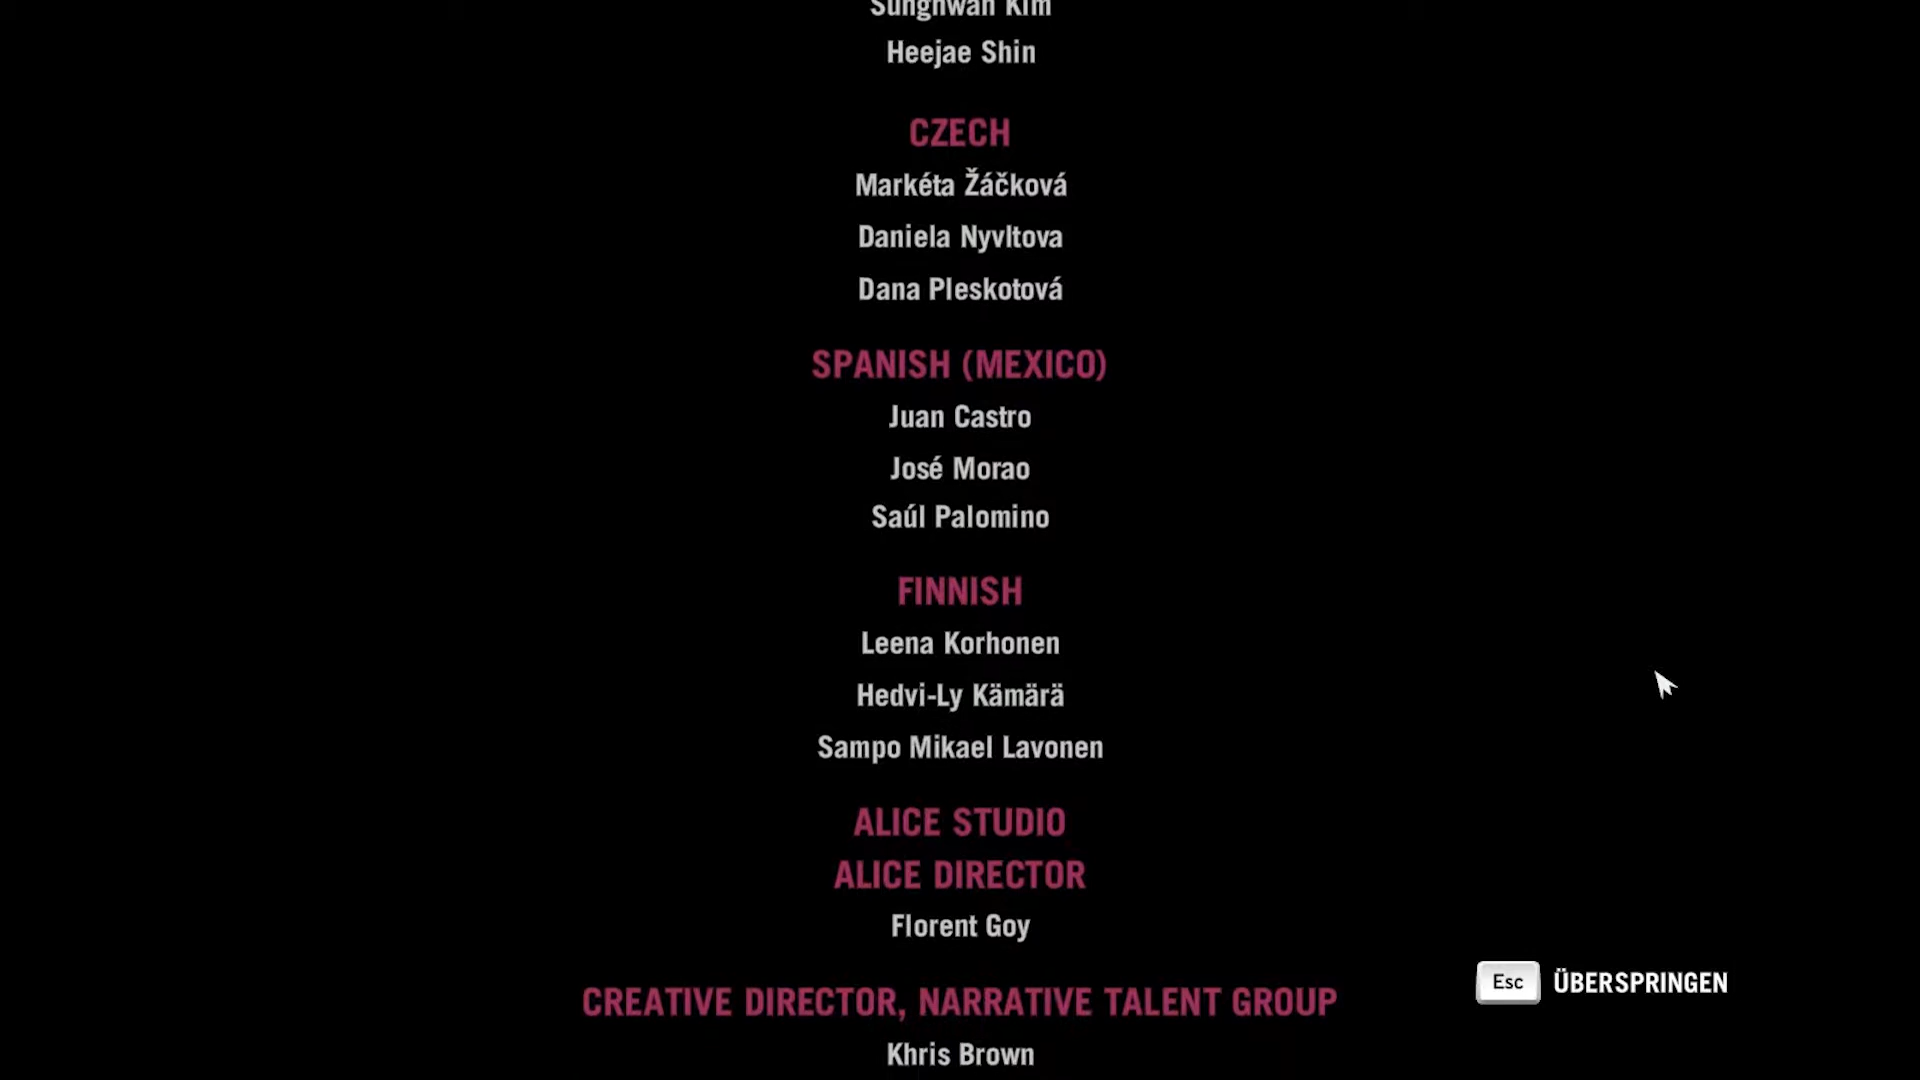 Sunghwan Kim
Heejae Shin
CZECH
Markéta Žáčková
Daniela Nyvltova
Dana Pleskotová
SPANISH (MEXICO)
Juan Castro
José Morao
Saúl Palomino
FINNISH
Leena Korhonen
Hedvi-Ly Kämärä
Sampo Mikael Lavonen
ALICE STUDIO
ALICE DIRECTOR
Florent Goy
Esc ÜBERSPRINGEN
CREATIVE DIRECTOR, NARRATIVE TALENT GROUP
Khris Brown